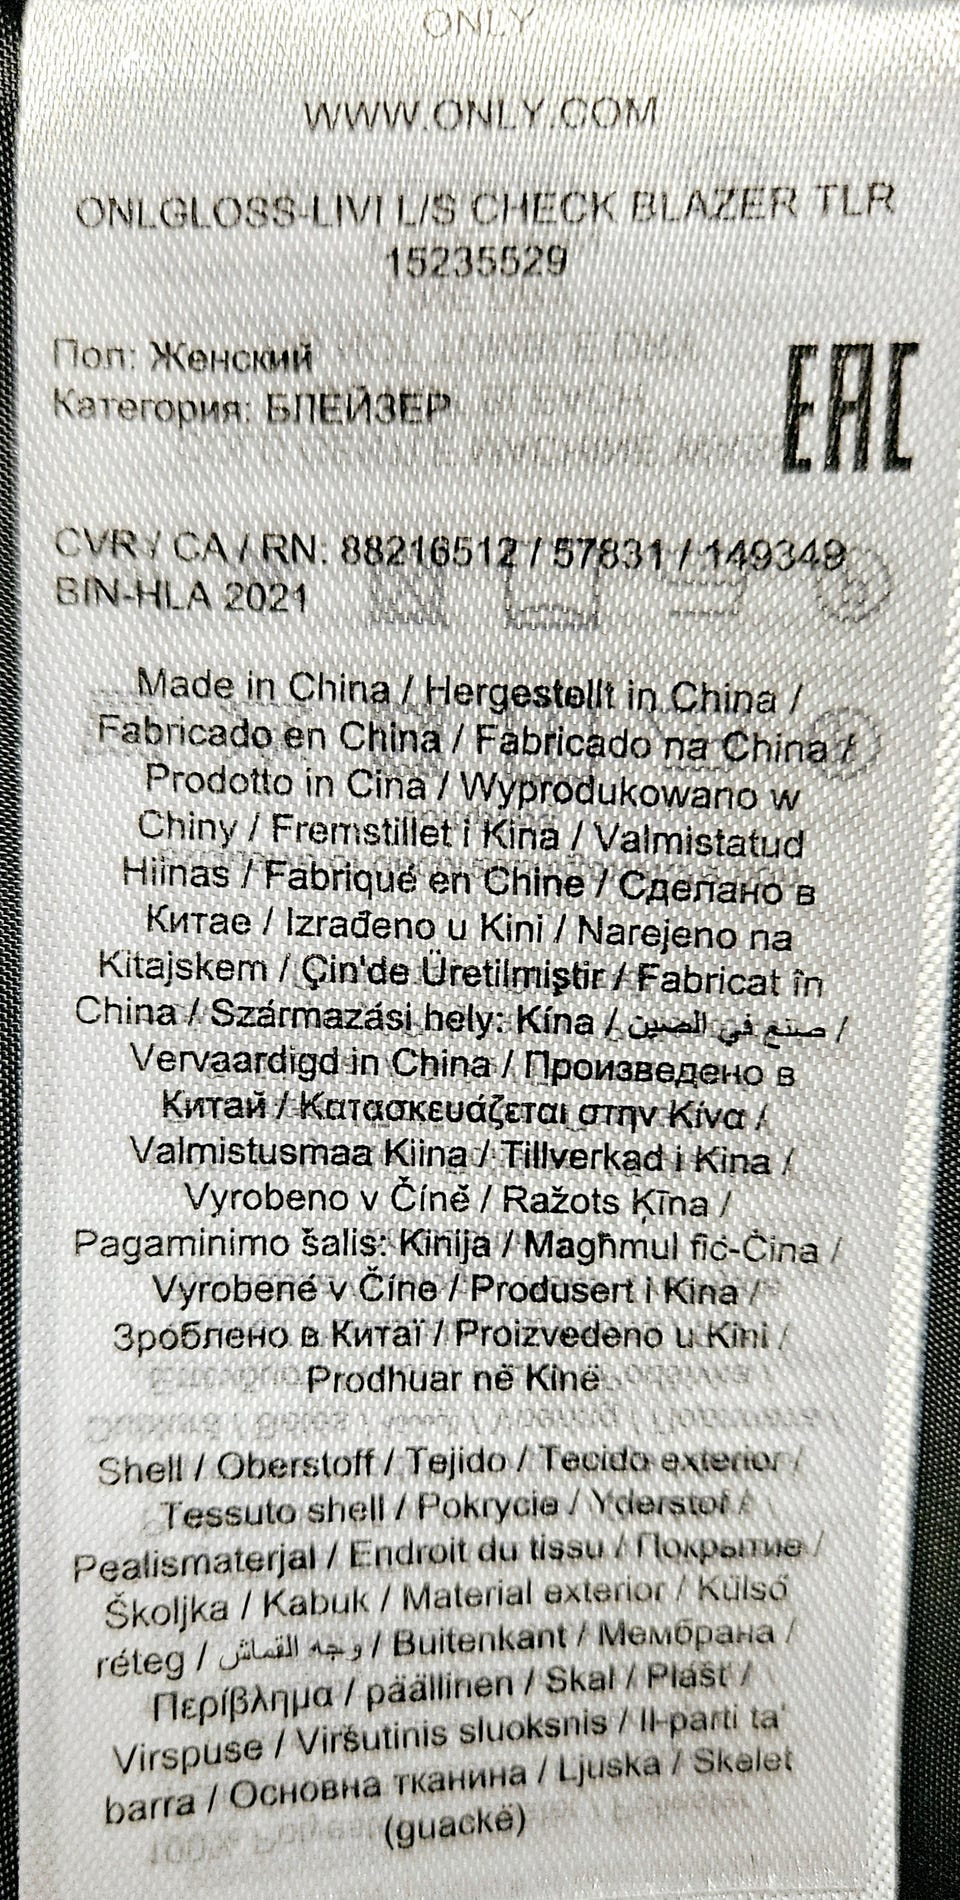 ONLY
WWW.ONLY.COM
ONLGLOSS-LIVI L/S CHECK BLAZER TLR
15235529
Пол: Женский
Категория: БЛЕЙЗЕР
EAC
CVR / CA / RN: 88216512 / 57831 / 149349
BIN-HLA 2021
Made in China / Hergestellt in China /
Fabricado en China / Fabricado na China /
Prodotto in Cina / Wyprodukowano w
Chiny / Fremstillet i Kina / Valmistatud
Hiinas / Fabriqué en Chine / Сделано в
Китае / Izrađeno u Kini / Narejeno na
Kitajskem / Çin'de Üretilmiştir / Fabricat în
China / Származási hely: Kína / صنع في الصين /
Vervaardigd in China / Произведено в
Китай / Κατασκευάζεται στην Κίνα /
Valmistusmaa Kiina / Tillverkad i Kina /
Vyrobeno v Číně / Ražots Ķīna /
Pagaminimo šalis: Kinija / Magħmul fiċ-Ċina /
Vyrobené v Číne / Produsert i Kina /
Зроблено в Китаї / Proizvedeno u Kini /
Prodhuar në Kinë
Shell / Oberstoff / Tejido / Tecido exterior /
Tessuto shell / Pokrycie / Yderstof /
Pealismaterjal / Endroit du tissu / Покрытие /
Školjka / Kabuk / Material exterior / Külső
réteg / وجه القماش / Buitenkant / Мембрана /
Περίβλημα / päällinen / Skal / Plášť /
Virspuse / Viršutinis sluoksnis / Il-parti ta'
barra / Основна тканина / Ljuska / Skelet
(guackë)